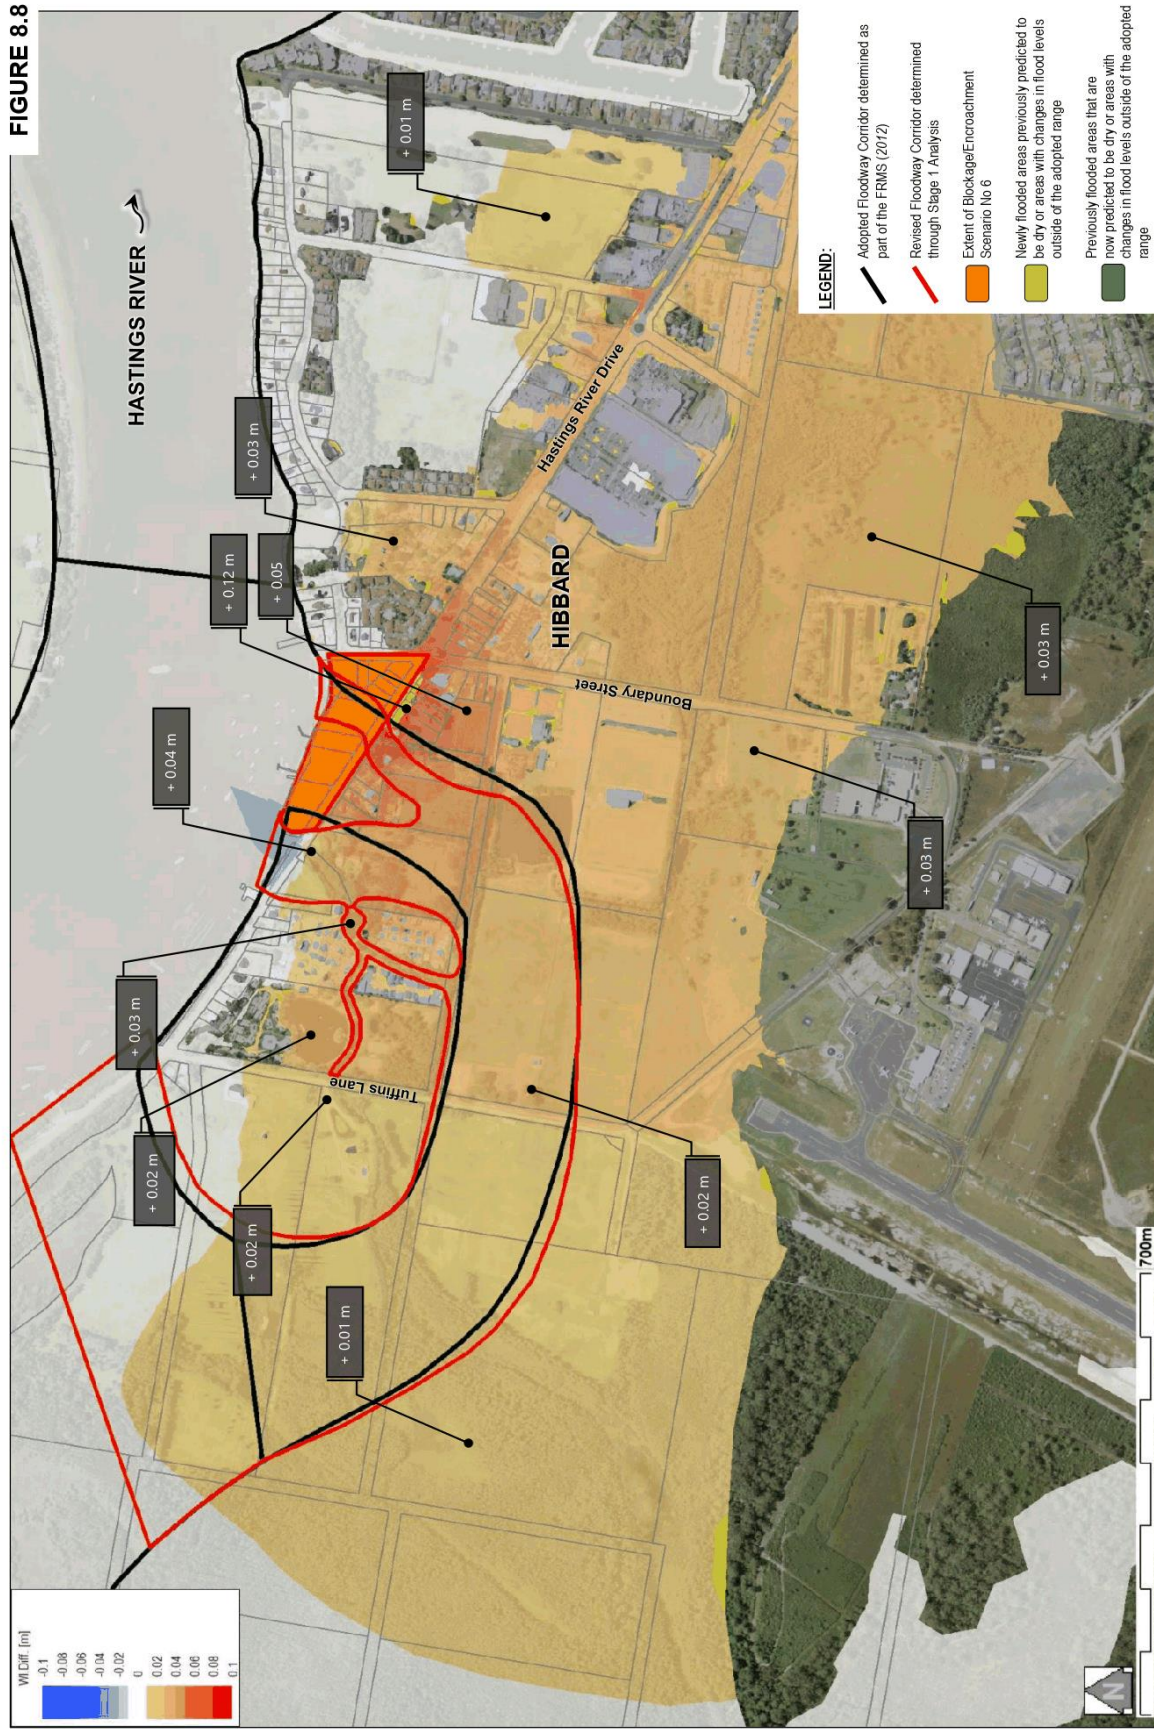 FIGURE 8.8
HASTINGS RIVER
+ 0.01 m
+ 0.03 m
+ 0.12 m
+ 0.05
+ 0.04 m
+ 0.03 m
+ 0.02 m
+ 0.02 m
+ 0.01 m
+ 0.02 m
+ 0.03 m
+ 0.03 m
Hastings River Drive
HIBBARD
Boundary Street
Tuffins Lane
LEGEND:
Adopted Floodway Corridor determined as
part of the FRMS (2012)
Revised Floodway Corridor determined
through Stage 1 Analysis
Extent of Blockage/Encroachment
Scenario No 6
Newly flooded areas previously predicted to
be dry or areas with changes in flood levels
outside of the adopted range
Previously flooded areas that are
now predicted to be dry or areas with
changes in flood levels outside of the adopted
range
Wl.Diff. [m]
-0.1
-0.08
-0.06
-0.04
-0.02
0
0.02
0.04
0.06
0.08
0.1
N
700m